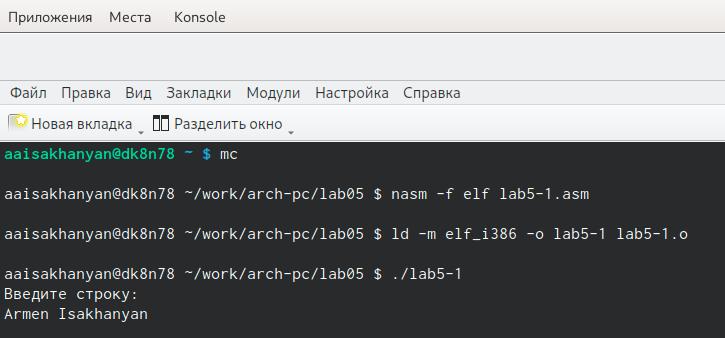 Приложения Места Konsole
Файл Правка Вид Закладки Модули Настройка Справка
Новая вкладка Разделить окно
aaisakhanyan@dk8n78 ~ $ mc
aaisakhanyan@dk8n78 ~/work/arch-pc/lab05 $ nasm -f elf lab5-1.asm
aaisakhanyan@dk8n78 ~/work/arch-pc/lab05 $ ld -m elf_i386 -o lab5-1 lab5-1.o
aaisakhanyan@dk8n78 ~/work/arch-pc/lab05 $ ./lab5-1
Введите строку:
Armen Isakhanyan